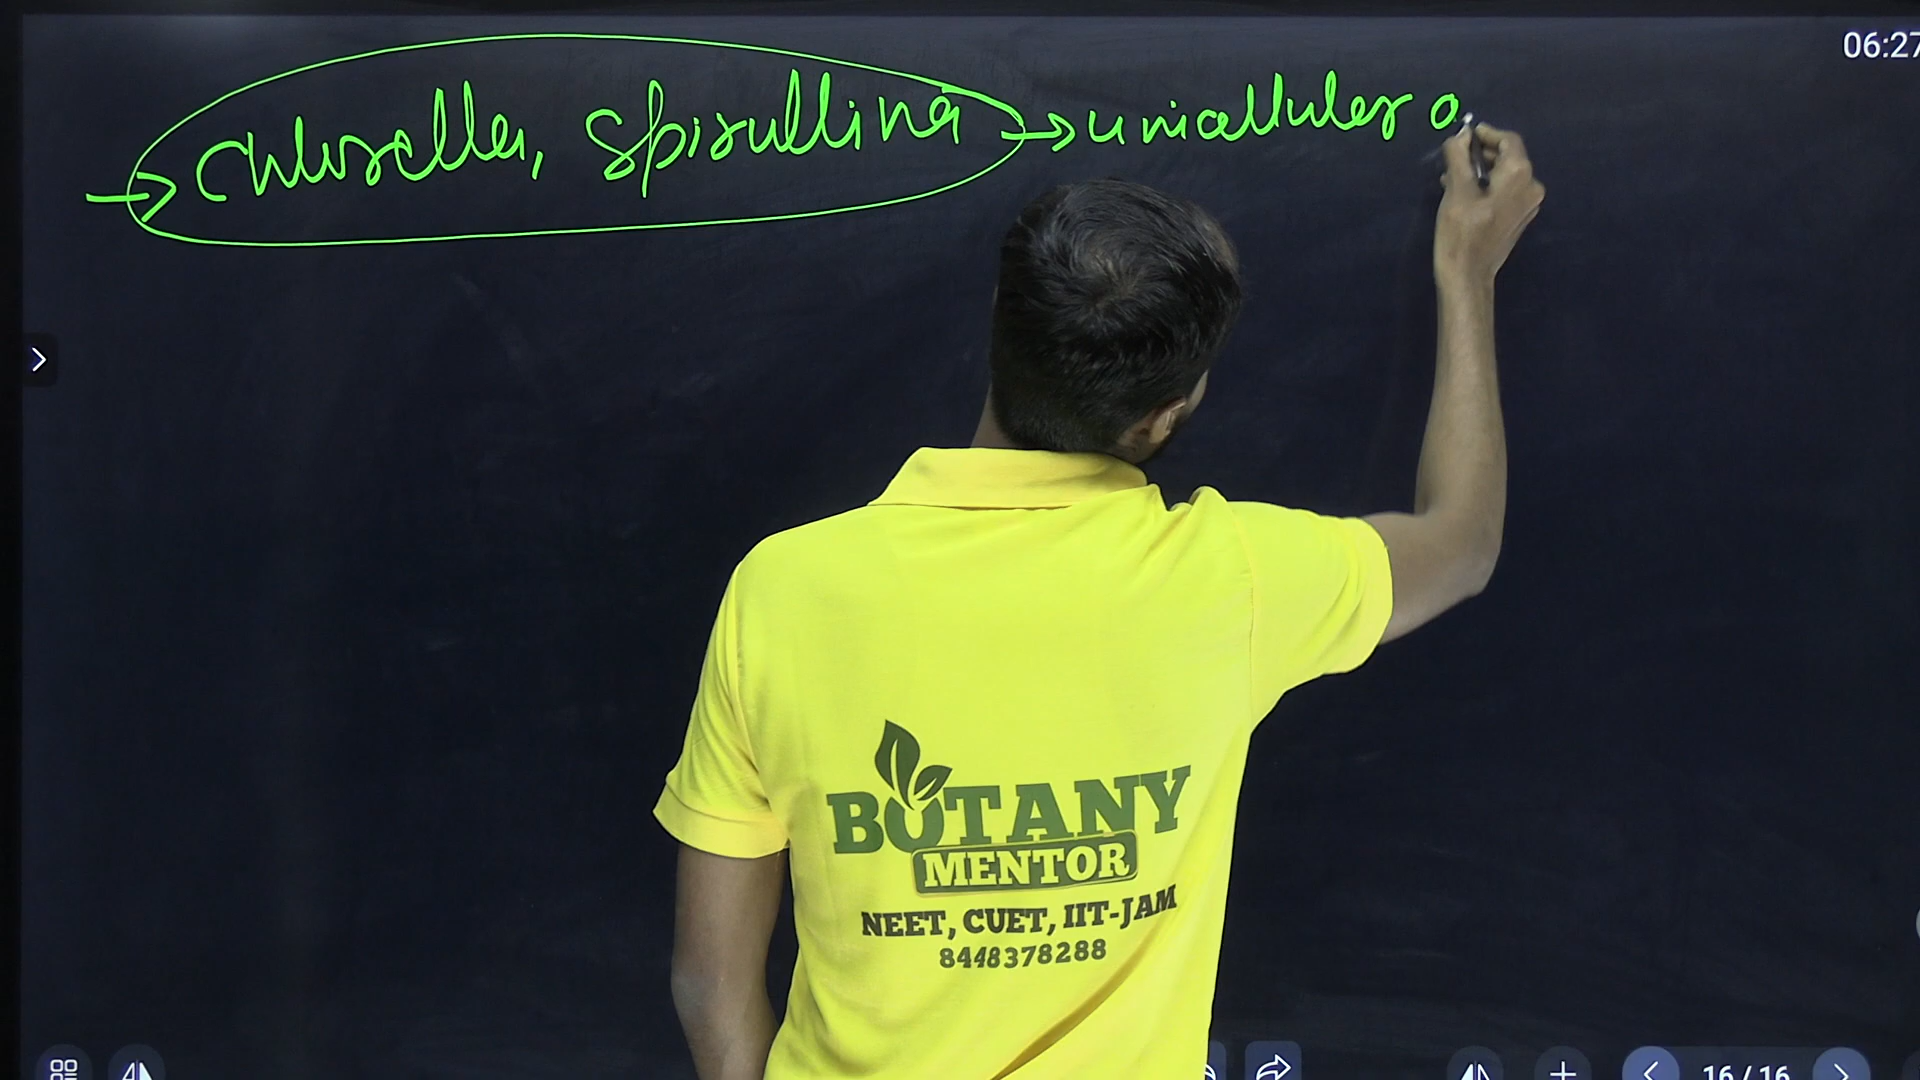 06:27
→ Chlorella, Spirullina → unicellular a
BOTANY
MENTOR
NEET, CUET, IIT-JAM
8448378288
16/16